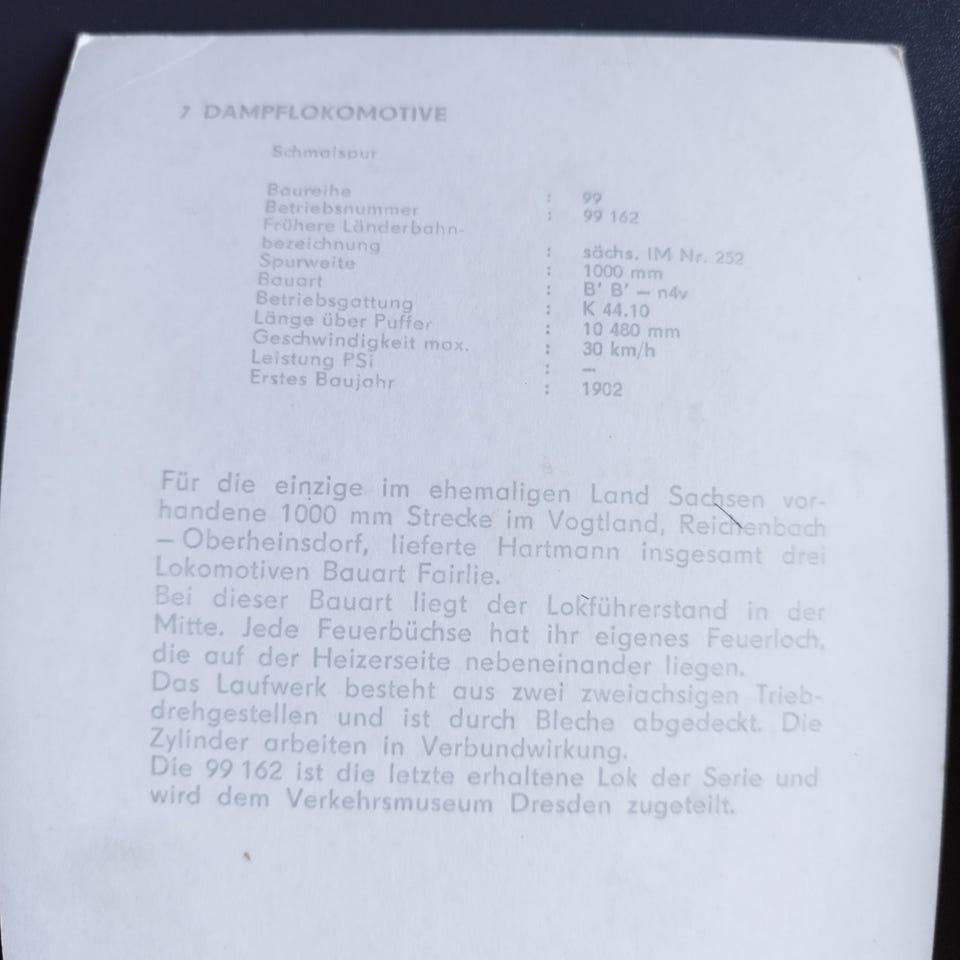 7 DAMPFLOKOMOTIVE
Schmalspur
Baureihe : 99
Betriebsnummer : 99 162
Frühere Länderbahn-
bezeichnung : sächs. IM Nr. 252
Spurweite : 1000 mm
Bauart : B' B' – n4v
Betriebsgattung : K 44.10
Länge über Puffer : 10 480 mm
Geschwindigkeit max. : 30 km/h
Leistung PSi : –
Erstes Baujahr : 1902
Für die einzige im ehemaligen Land Sachsen vor-
handene 1000 mm Strecke im Vogtland, Reichenbach
– Oberheinsdorf, lieferte Hartmann insgesamt drei
Lokomotiven Bauart Fairlie.
Bei dieser Bauart liegt der Lokführerstand in der
Mitte. Jede Feuerbüchse hat ihr eigenes Feuerloch,
die auf der Heizerseite nebeneinander liegen.
Das Laufwerk besteht aus zwei zweiachsigen Trieb-
drehgestellen und ist durch Bleche abgedeckt. Die
Zylinder arbeiten in Verbundwirkung.
Die 99 162 ist die letzte erhaltene Lok der Serie und
wird dem Verkehrsmuseum Dresden zugeteilt.